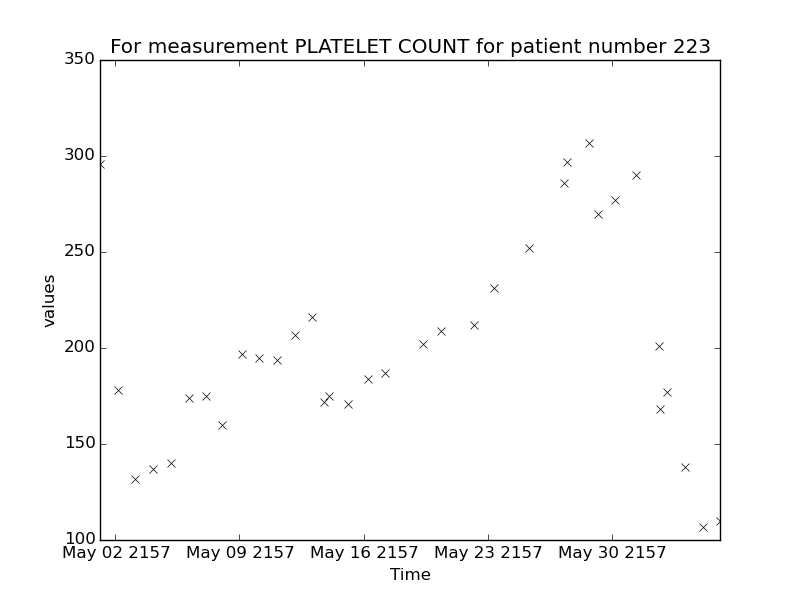 For measurement PLATELET COUNT for patient number 223
350
300
250
200
150
100
values
May 02 2157 May 09 2157 May 16 2157 May 23 2157 May 30 2157
Time